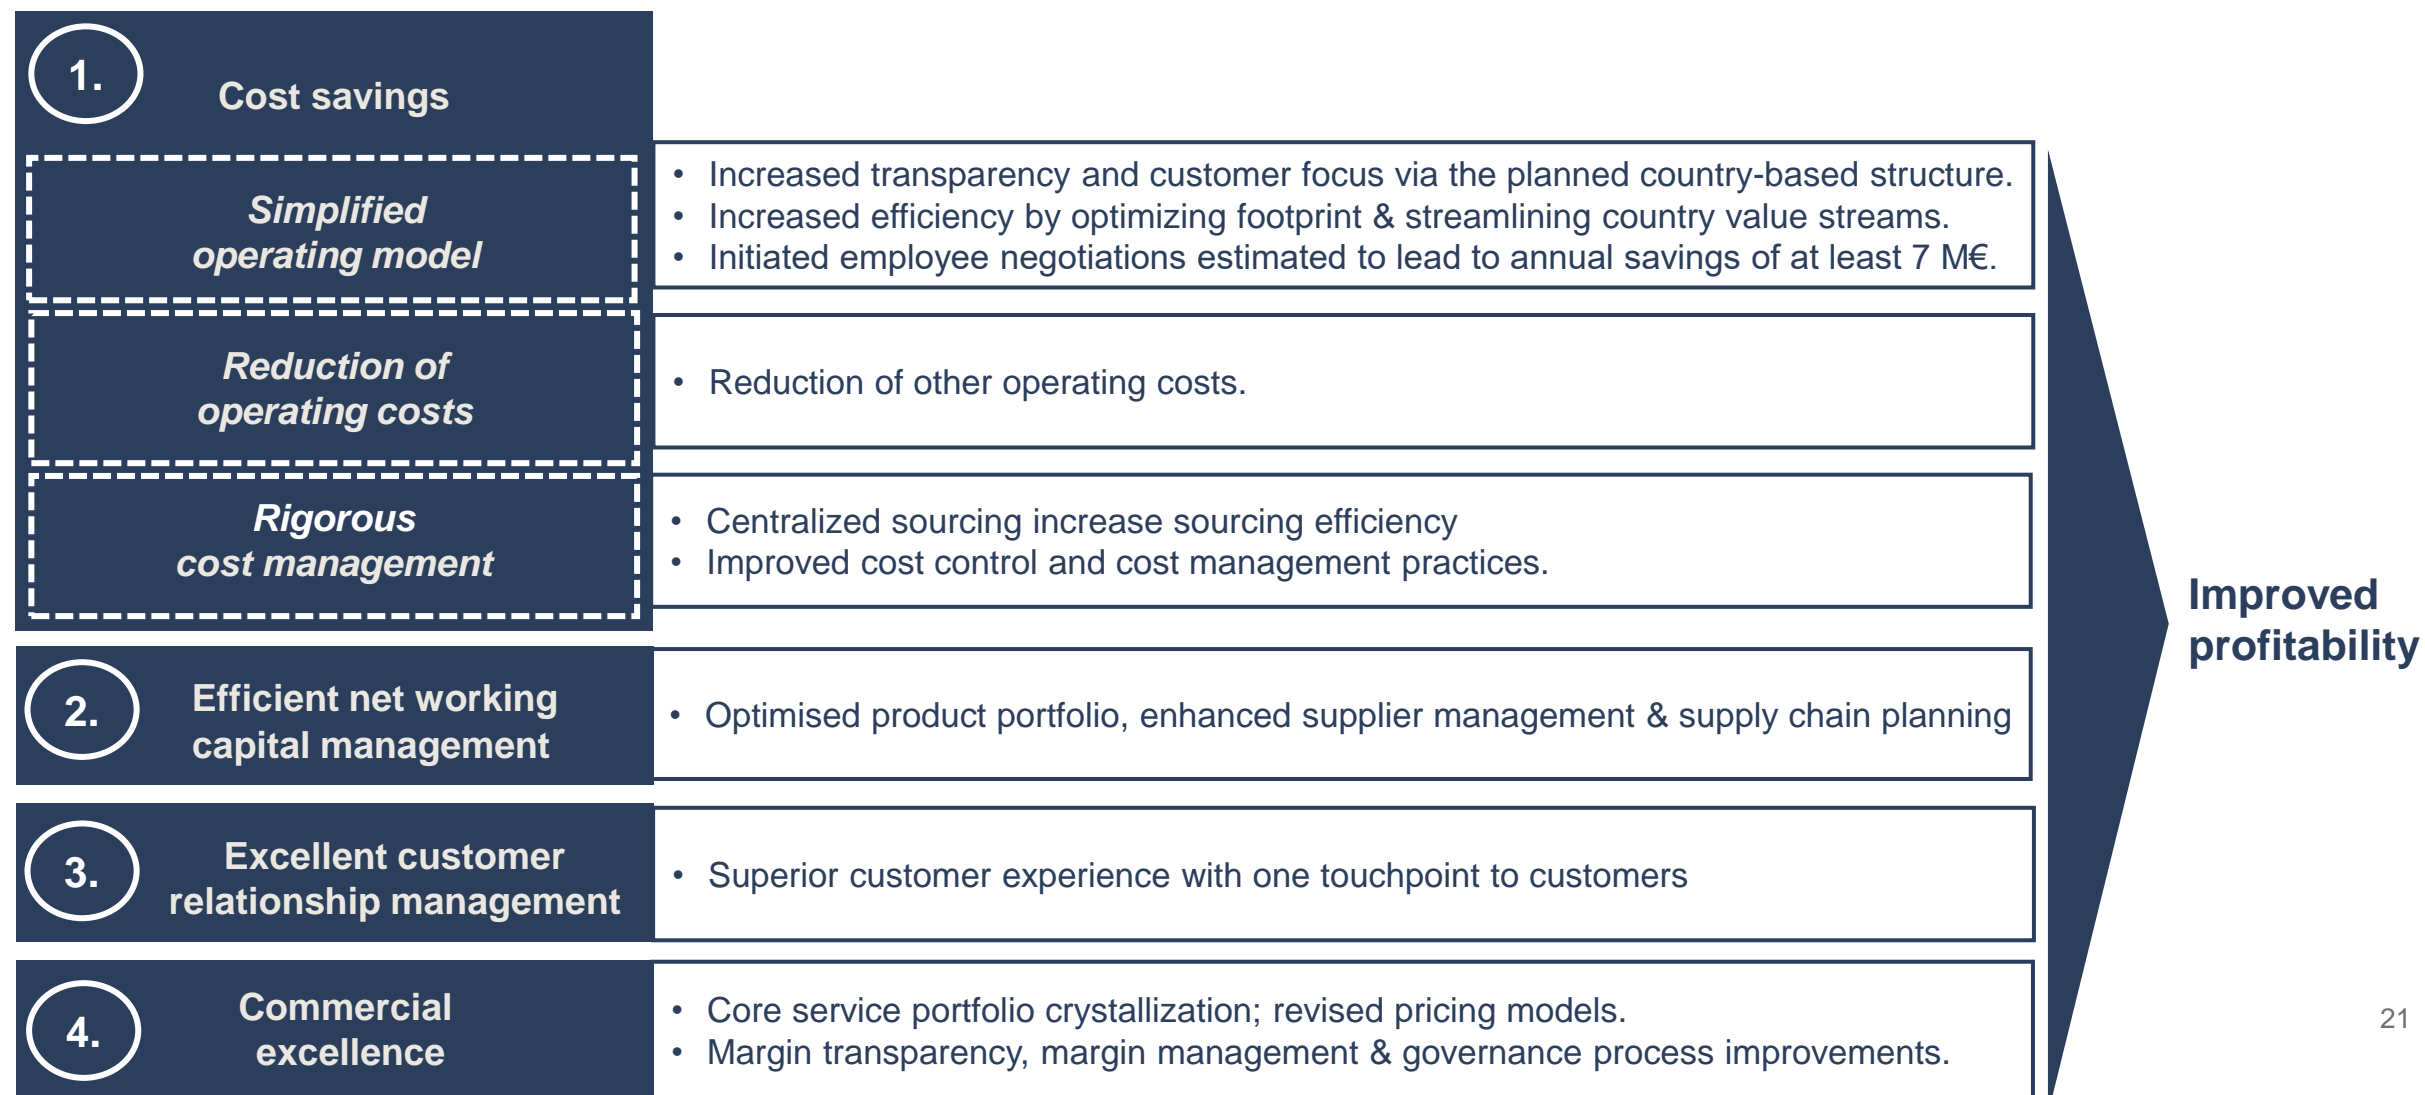 1.
Cost savings
Simplified
operating model
• Increased transparency and customer focus via the planned country-based structure.
• Increased efficiency by optimizing footprint & streamlining country value streams.
• Initiated employee negotiations estimated to lead to annual savings of at least 7 M€.
Reduction of
operating costs
• Reduction of other operating costs.
Rigorous
cost management
• Centralized sourcing increase sourcing efficiency
• Improved cost control and cost management practices.
2.
Efficient net working
capital management
• Optimised product portfolio, enhanced supplier management & supply chain planning
3.
Excellent customer
relationship management
• Superior customer experience with one touchpoint to customers
4.
Commercial
excellence
• Core service portfolio crystallization; revised pricing models.
• Margin transparency, margin management & governance process improvements.
Improved
profitability
21